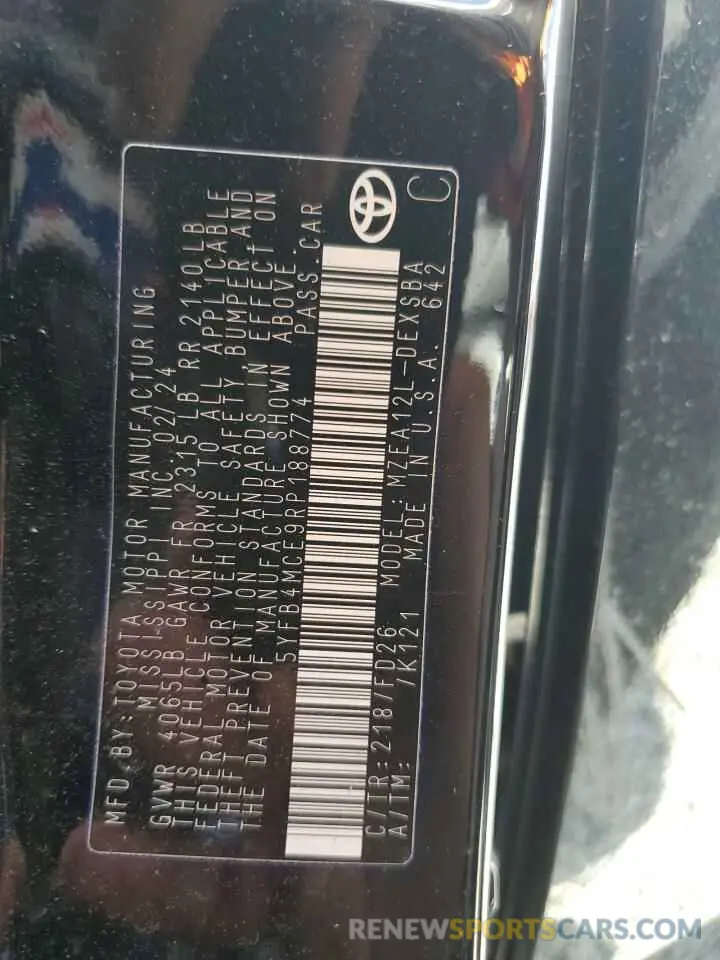 MFD BY:TOYOTA MOTOR MANUFACTURING
MISSISSIPPI INC.02/24
GVWR 4065LB GAWR FR 2315 LB RR 2140LB
THIS VEHICLE CONFORMS TO ALL APPLICABLE
FEDERAL MOTOR VEHICLE SAFETY,BUMPER,AND
THEFT PREVENTION STANDARDS IN EFFECT ON
THE DATE OF MANUFACTURE SHOWN ABOVE.
5YFB4MCE9RP188774 PASS.CAR
C/TR:218/FD26 MODEL:MZEA12L-DEXSBA
A/TM: /K121 MADE IN U.S.A. 642
C
RENEWSPORTSCARS.COM